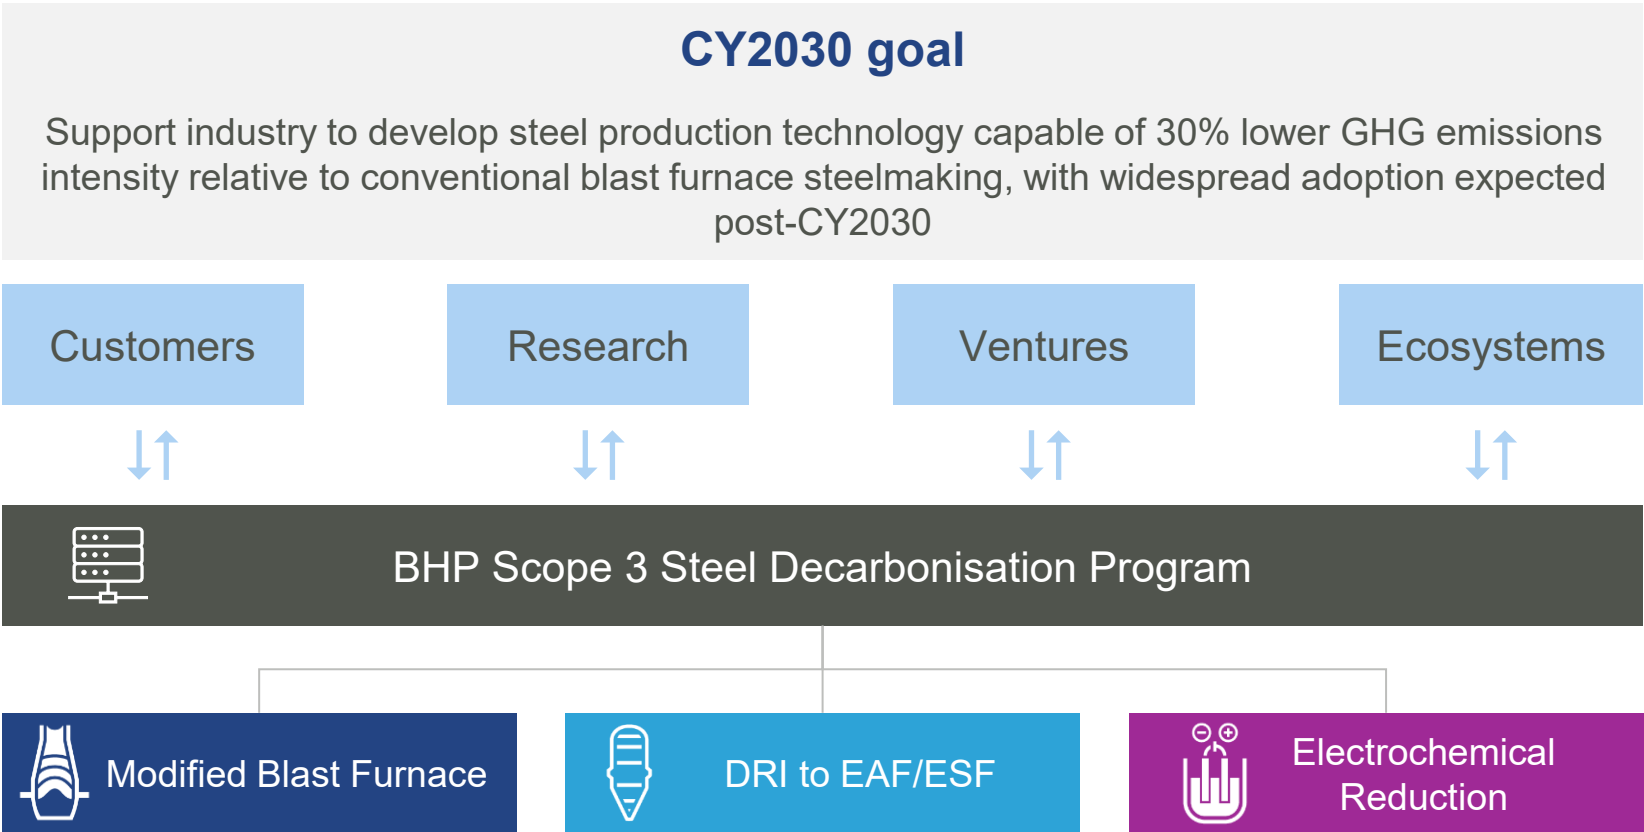 CY2030 goal
Support industry to develop steel production technology capable of 30% lower GHG emissions
intensity relative to conventional blast furnace steelmaking, with widespread adoption expected
post-CY2030
Customers
Research
Ventures
Ecosystems
BHP Scope 3 Steel Decarbonisation Program
Modified Blast Furnace
DRI to EAF/ESF
Electrochemical
Reduction